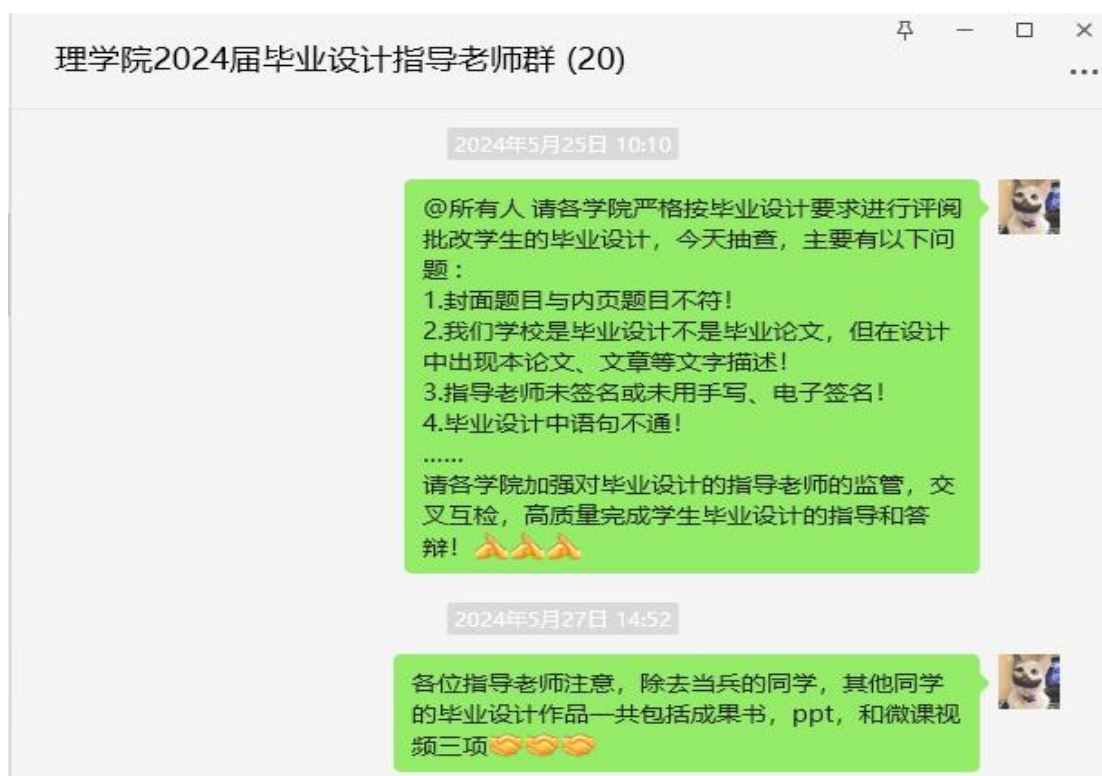 理学院2024届毕业设计指导老师群 (20)
2024年5月25日 10:10
@所有人 请各学院严格按毕业设计要求进行评阅
批改学生的毕业设计，今天抽查，主要有以下问
题：
1.封面题目与内页题目不符！
2.我们学校是毕业设计不是毕业论文，但在设计
中出现本论文、文章等文字描述！
3.指导老师未签名或未用手写、电子签名！
4.毕业设计中语句不通！
......
请各学院加强对毕业设计的指导老师的监管，交
叉互检，高质量完成学生毕业设计的指导和答
辩！
2024年5月27日 14:52
各位指导老师注意，除去当兵的同学，其他同学
的毕业设计作品一共包括成果书，ppt，和微课视
频三项